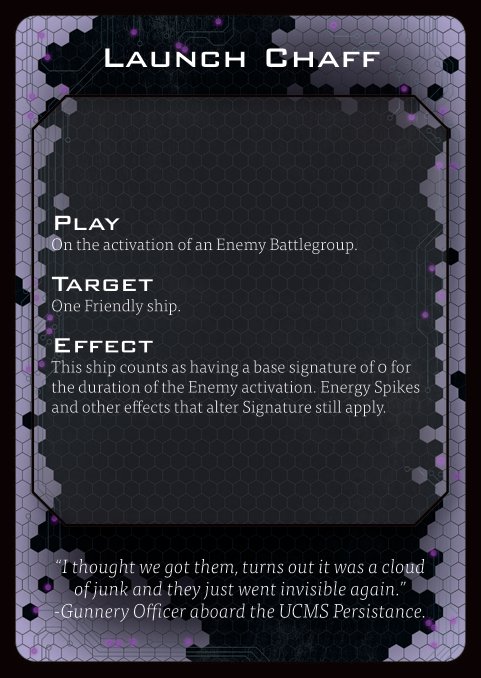 Launch Chaff
Play
On the activation of an Enemy Battlegroup.
Target
One Friendly ship.
Effect
This ship counts as having a base signature of 0 for
the duration of the Enemy activation. Energy Spikes
and other effects that alter Signature still apply.
“I thought we got them, turns out it was a cloud
of junk and they just went invisible again.”
-Gunnery Officer aboard the UCMS Persistance.